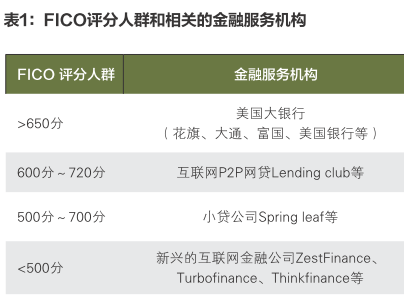 表1：FICO评分人群和相关的金融服务机构
FICO 评分人群 金融服务机构
>650分 美国大银行
（花旗、大通、富国、美国银行等）
600分～720分 互联网P2P网贷Lending club等
500分～700分 小贷公司Spring leaf等
<500分 新兴的互联网金融公司ZestFinance、
Turbofinance、Thinkfinance等